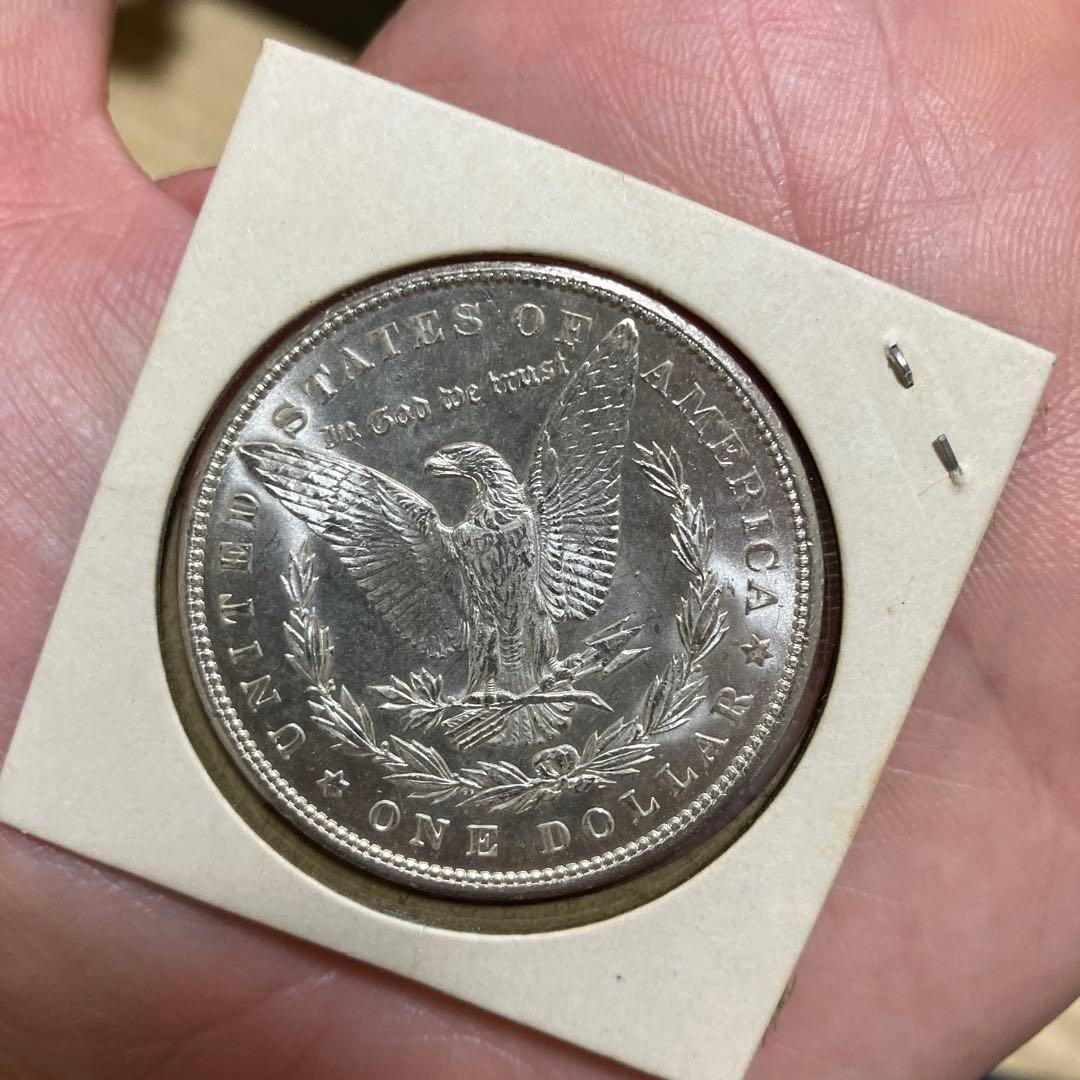 UNITED STATES OF AMERICA
In God we trust
ONE DOLLAR